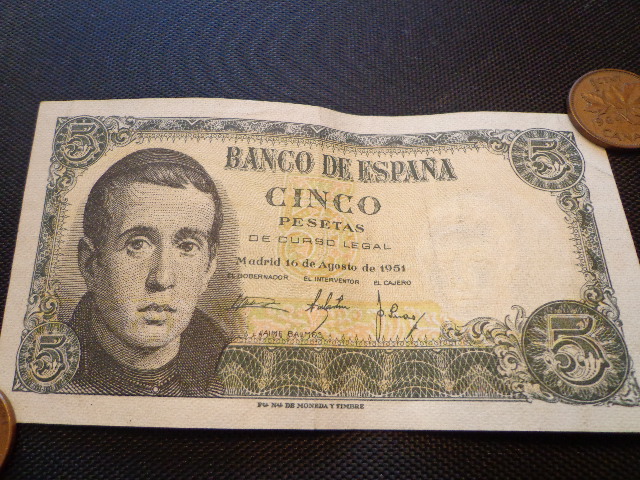 5
5
BANCO DE ESPAÑA
CINCO
PESETAS
DE CURSO LEGAL
Madrid 16 de Agosto de 1951
EL GOBERNADOR EL INTERVENTOR EL CAJERO
JAIME BALMES
5
5
FCA NAL DE MONEDA Y TIMBRE